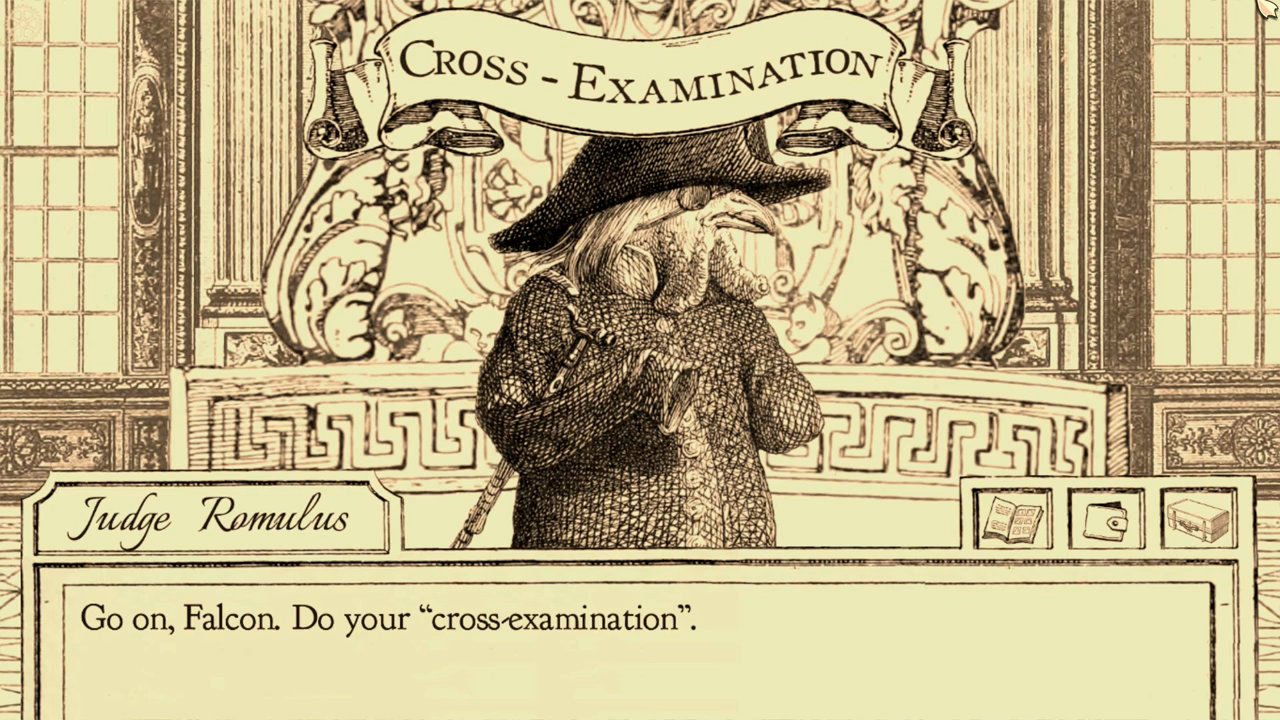 Cross - Examination
Judge Romulus
Go on, Falcon. Do your “cross-examination”.